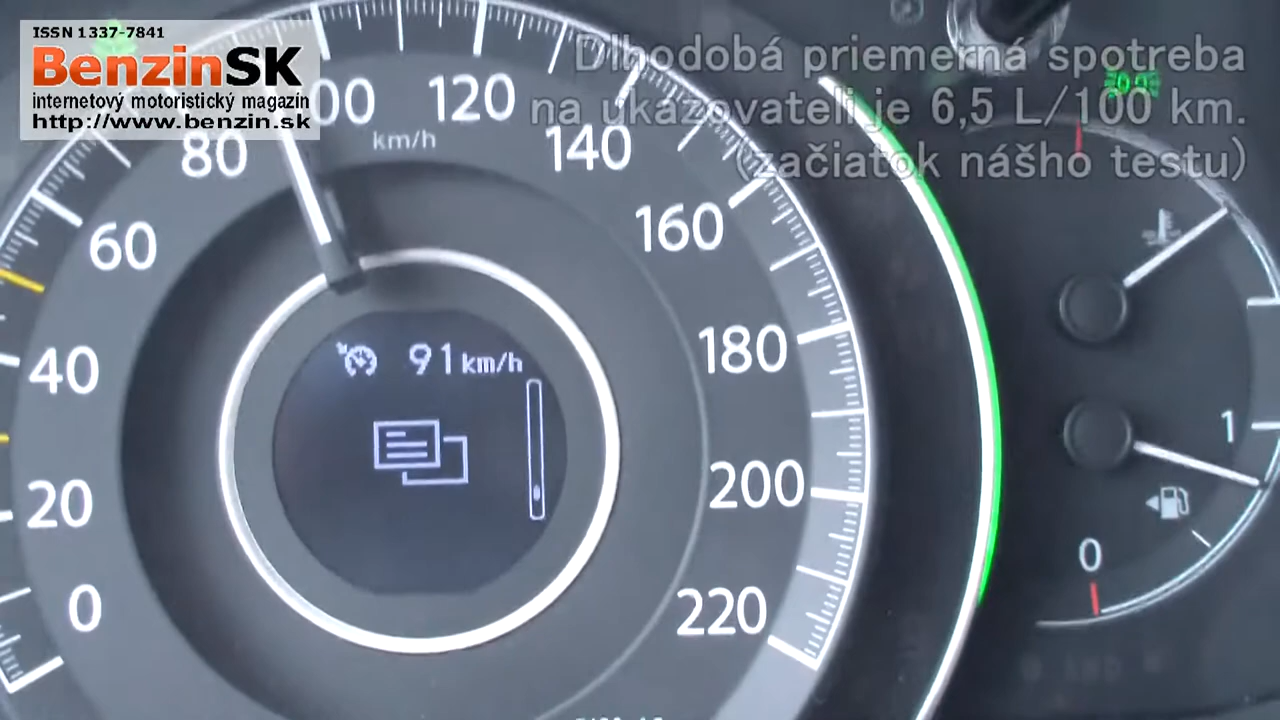 ISSN 1337-7841
BenzinSK
internetový motoristický magazin
http://www.benzin.sk
Dlhodobá priemerná spotreba
na ukazovateli je 6,5 L/100 km.
(začiatok nášho testu)
0
20
40
60
80
100
120
140
160
180
200
220
km/h
91 km/h
1
0